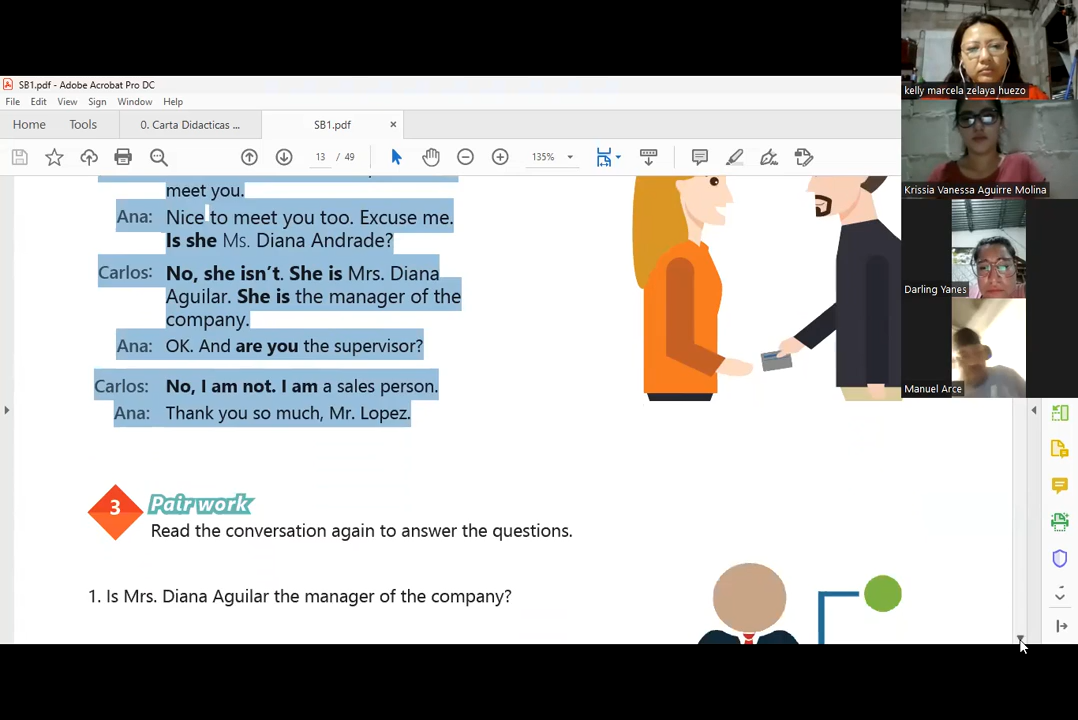 SB1.pdf - Adobe Acrobat Pro DC
File Edit View Sign Window Help
Home Tools 0. Carta Didacticas ... SB1.pdf ×
13 / 49 135%
meet you.
Ana: Nice to meet you too. Excuse me.
Is she Ms. Diana Andrade?
Carlos: No, she isn't. She is Mrs. Diana
Aguilar. She is the manager of the
company.
Ana: OK. And are you the supervisor?
Carlos: No, I am not. I am a sales person.
Ana: Thank you so much, Mr. Lopez.
3 Pair work
Read the conversation again to answer the questions.
1. Is Mrs. Diana Aguilar the manager of the company?
kelly marcela zelaya huezo
Krissia Vanessa Aguirre Molina
Darling Yanes
Manuel Arce